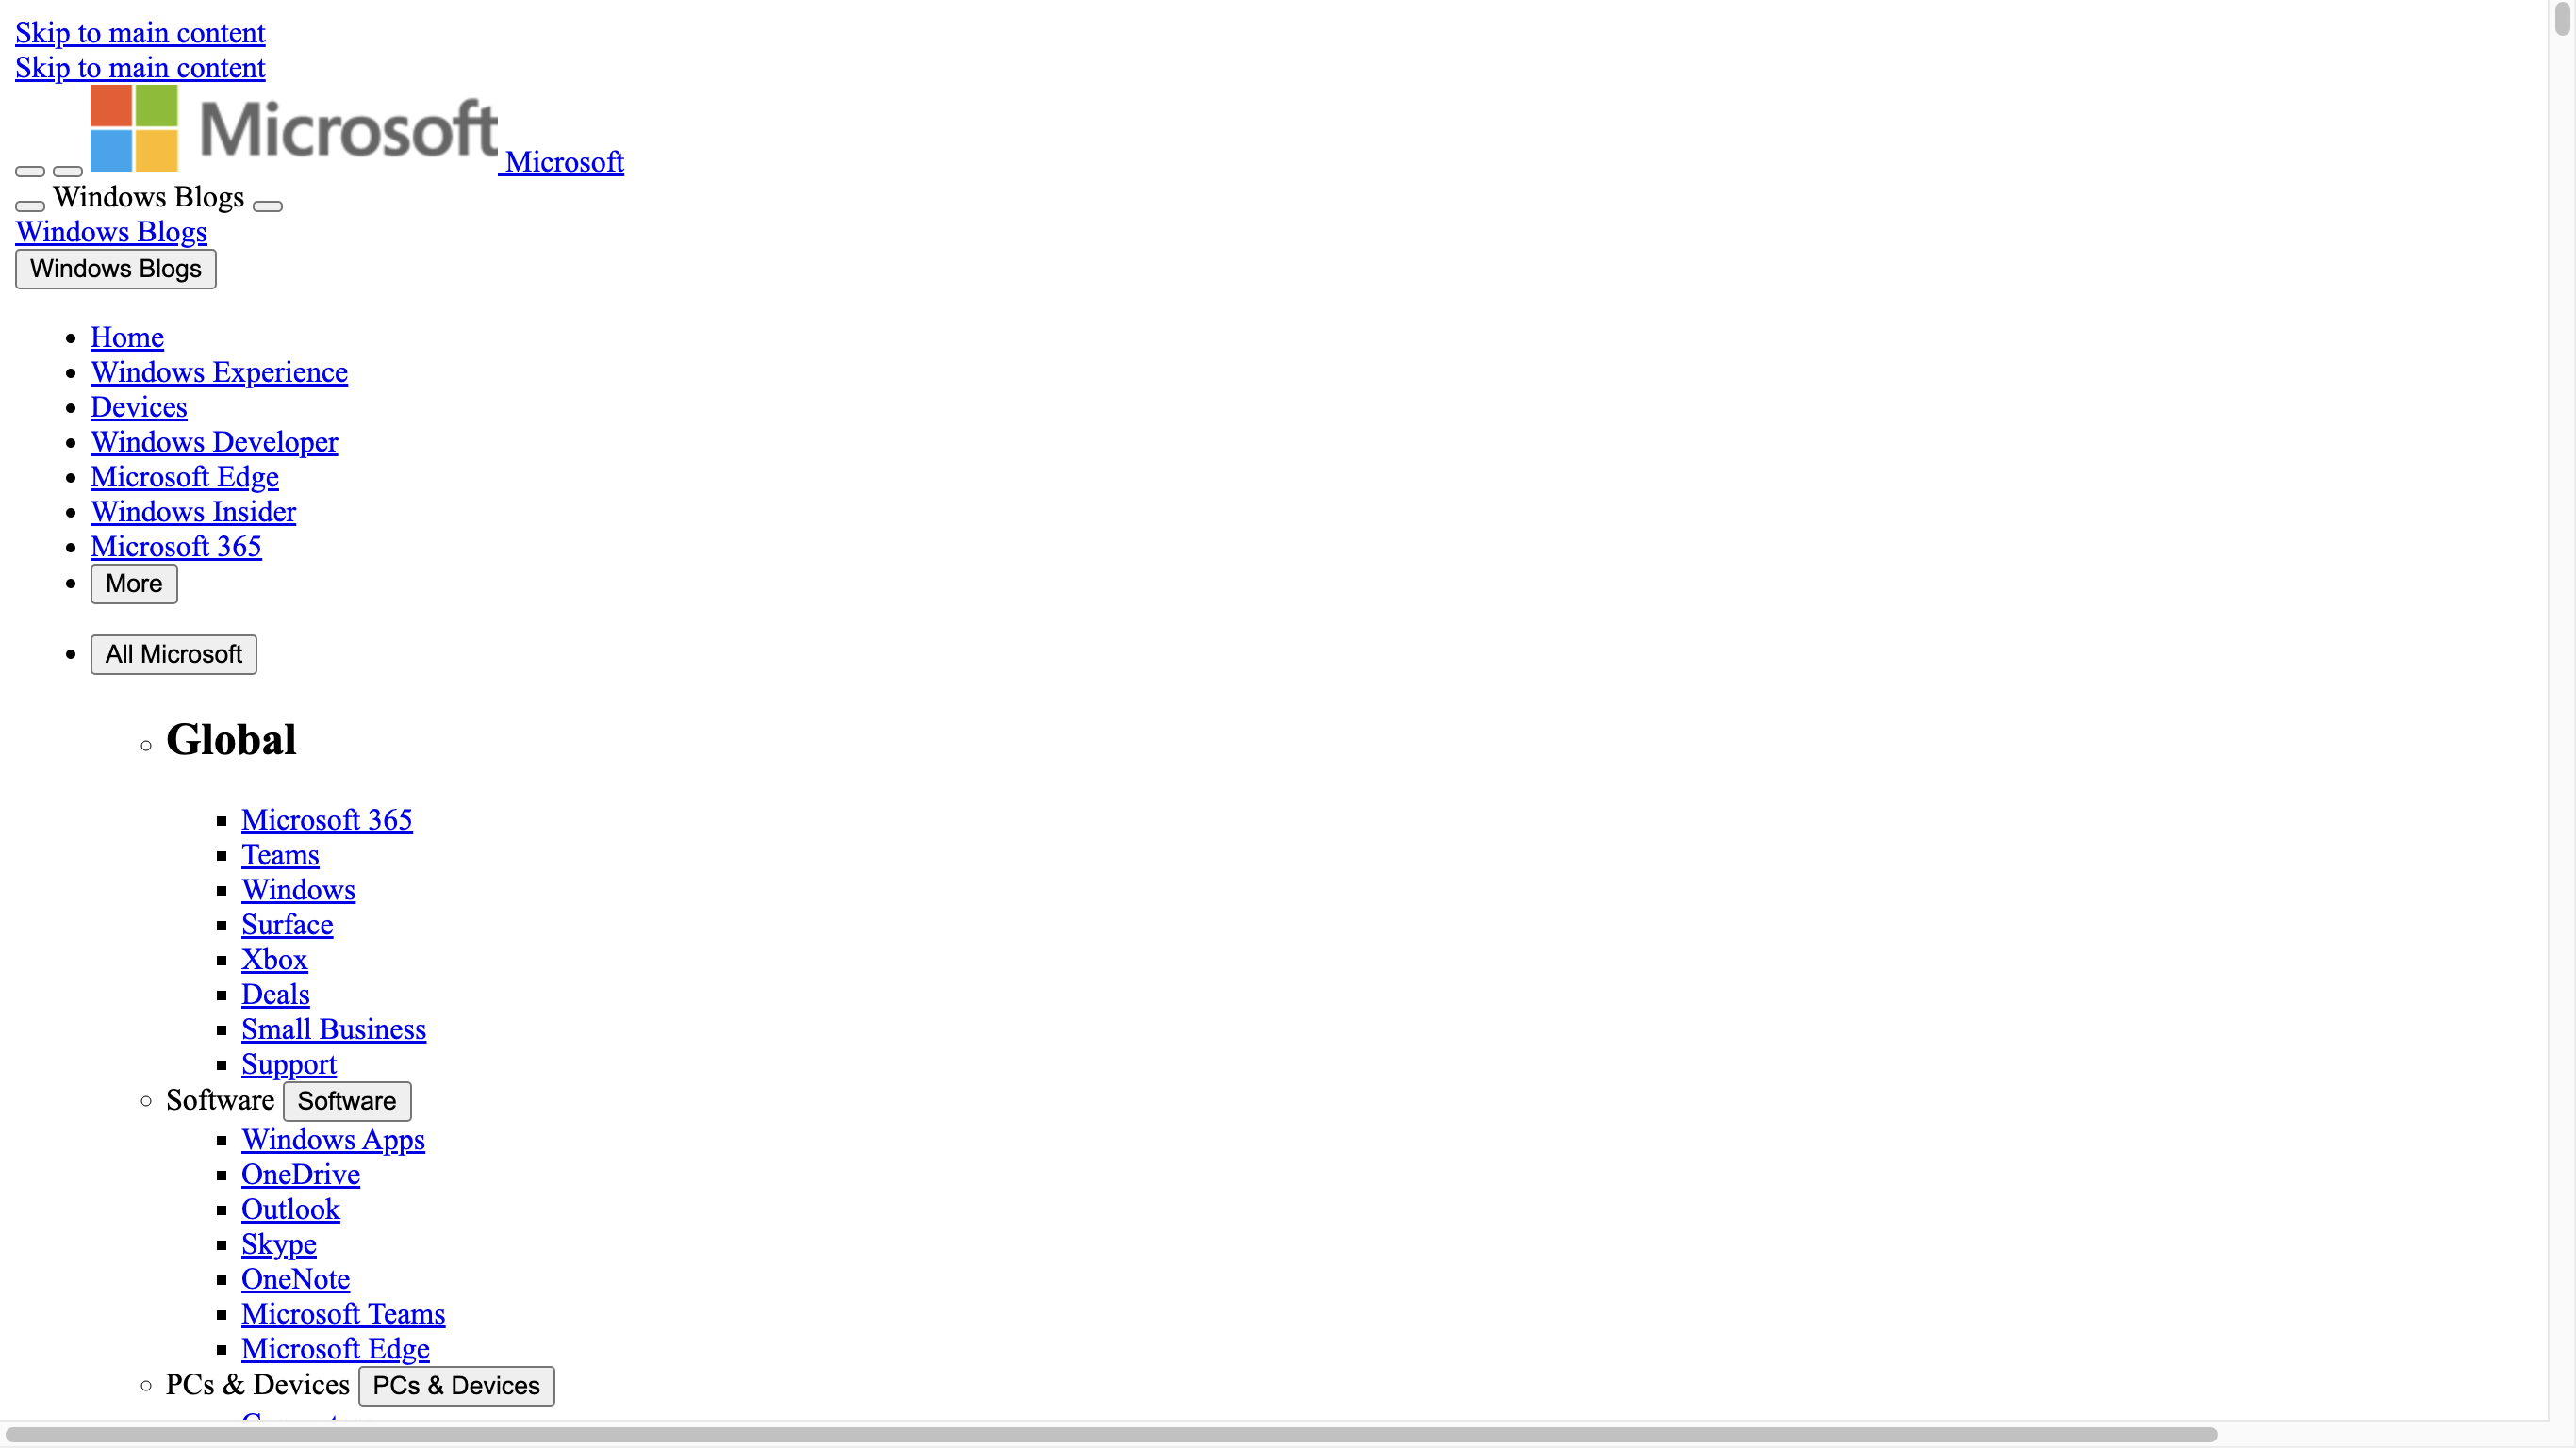 Skip to main content
Skip to main content
Microsoft Microsoft
Windows Blogs
Windows Blogs
Windows Blogs
Home
Windows Experience
Devices
Windows Developer
Microsoft Edge
Windows Insider
Microsoft 365
More
All Microsoft
Global
Microsoft 365
Teams
Windows
Surface
Xbox
Deals
Small Business
Support
Software Software
Windows Apps
OneDrive
Outlook
Skype
OneNote
Microsoft Teams
Microsoft Edge
PCs & Devices PCs & Devices